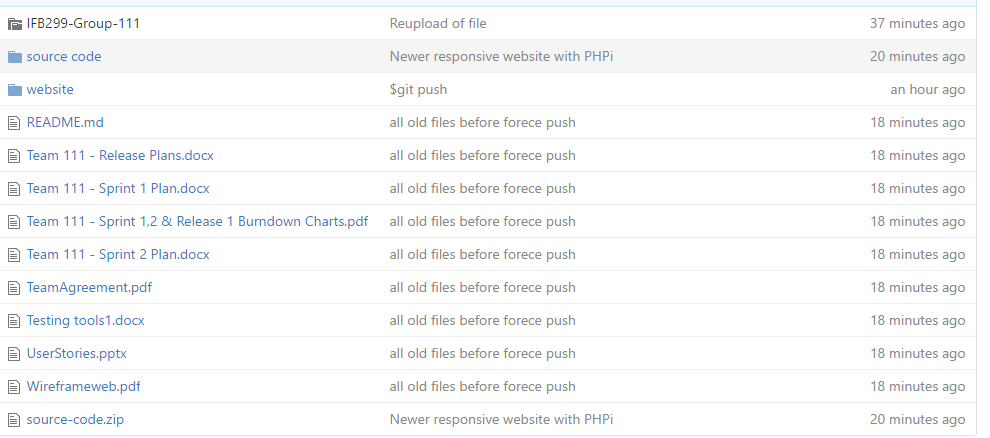 IFB299-Group-111 Reupload of file 37 minutes ago
source code Newer responsive website with PHPi 20 minutes ago
website $git push an hour ago
README.md all old files before forece push 18 minutes ago
Team 111 - Release Plans.docx all old files before forece push 18 minutes ago
Team 111 - Sprint 1 Plan.docx all old files before forece push 18 minutes ago
Team 111 - Sprint 1,2 & Release 1 Burndown Charts.pdf all old files before forece push 18 minutes ago
Team 111 - Sprint 2 Plan.docx all old files before forece push 18 minutes ago
TeamAgreement.pdf all old files before forece push 18 minutes ago
Testing tools1.docx all old files before forece push 18 minutes ago
UserStories.pptx all old files before forece push 18 minutes ago
Wireframeweb.pdf all old files before forece push 18 minutes ago
source-code.zip Newer responsive website with PHPi 20 minutes ago